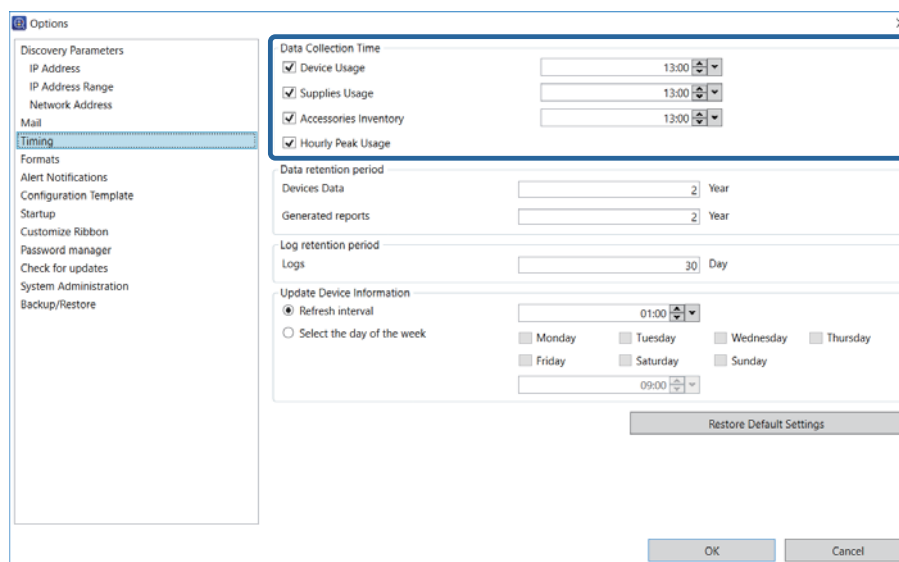 Options
Discovery Parameters
IP Address
IP Address Range
Network Address
Mail
Timing
Formats
Alert Notifications
Configuration Template
Startup
Customize Ribbon
Password manager
Check for updates
System Administration
Backup/Restore
Data Collection Time
Device Usage 13:00
Supplies Usage 13:00
Accessories Inventory 13:00
Hourly Peak Usage
Data retention period
Devices Data 2 Year
Generated reports 2 Year
Log retention period
Logs 30 Day
Update Device Information
Refresh interval 01:00
Select the day of the week
Monday Tuesday Wednesday Thursday
Friday Saturday Sunday
09:00
Restore Default Settings
OK Cancel